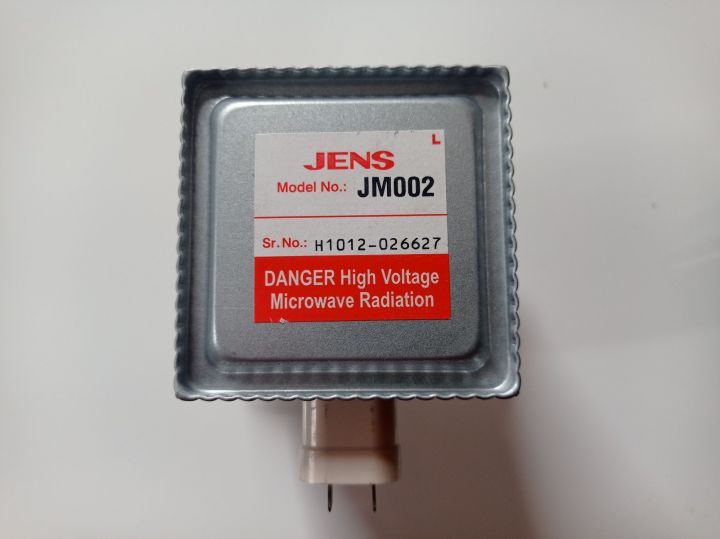 L
JENS
Model No.: JM002
Sr. No.: H1012-026627
DANGER High Voltage
Microwave Radiation